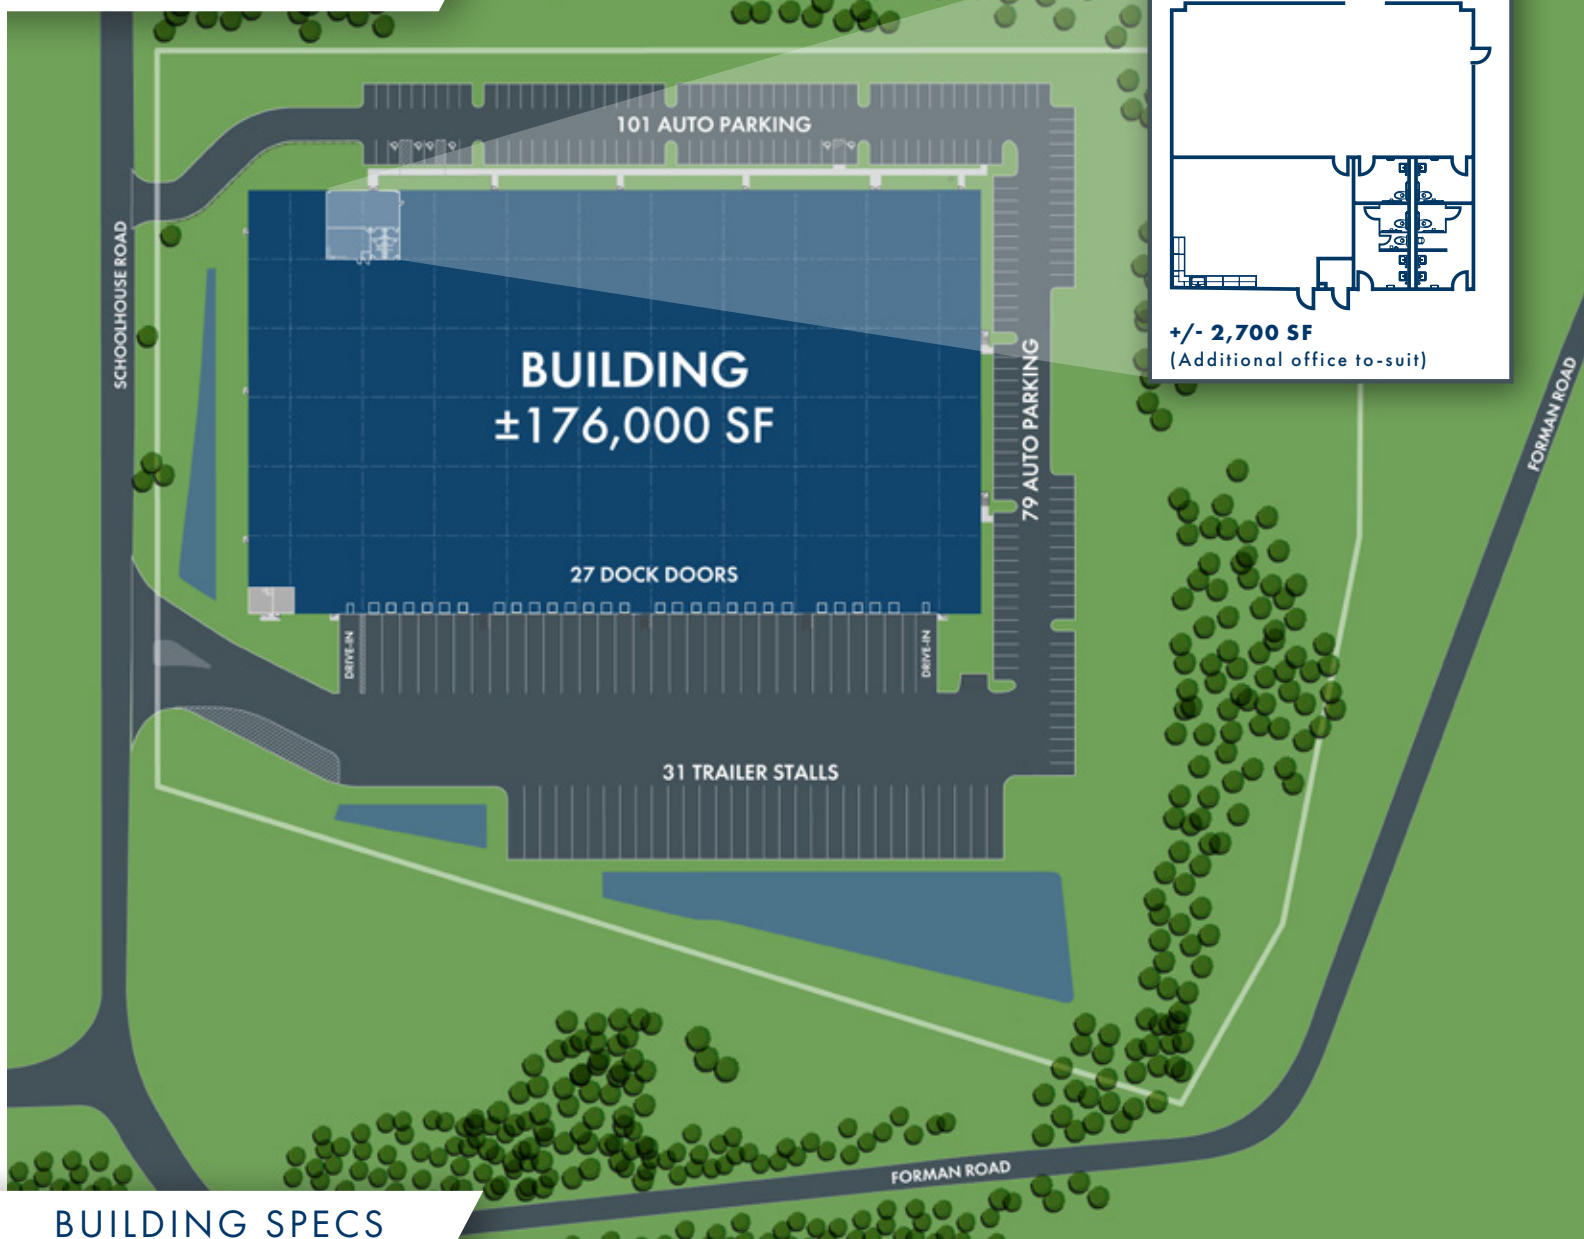 101 AUTO PARKING
SCHOOLHOUSE ROAD
BUILDING
±176,000 SF
79 AUTO PARKING
+/- 2,700 SF
(Additional office to-suit)
FORMAN ROAD
27 DOCK DOORS
DRIVE-IN
DRIVE-IN
31 TRAILER STALLS
FORMAN ROAD
BUILDING SPECS